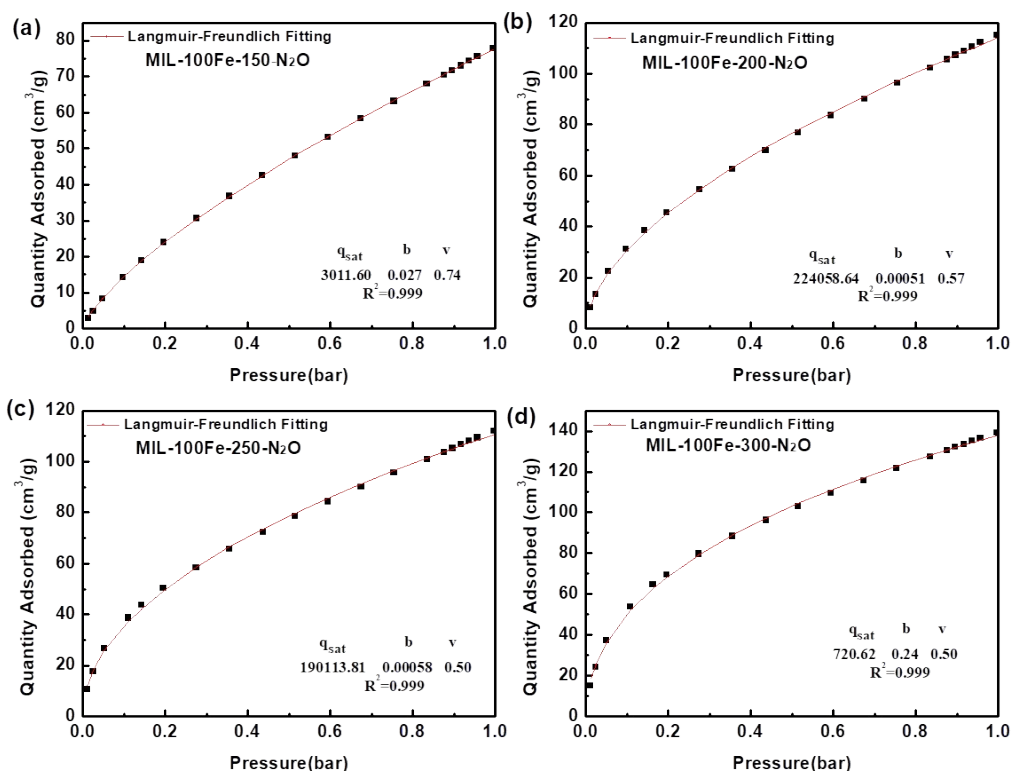 (a)
Langmuir-Freundlich Fitting
MIL-100Fe-150-N2O
Quantity Adsorbed (cm³/g)
80
70
60
50
40
30
20
10
0
qsat b v
3011.60 0.027 0.74
R²=0.999
0.0 0.2 0.4 0.6 0.8 1.0
Pressure(bar)
(b)
Langmuir-Freundlich Fitting
MIL-100Fe-200-N2O
Quantity Adsorbed (cm³/g)
120
100
80
60
40
20
0
qsat b v
224058.64 0.00051 0.57
R²=0.999
0.0 0.2 0.4 0.6 0.8 1.0
Pressure(bar)
(c)
Langmuir-Freundlich Fitting
MIL-100Fe-250-N2O
Quantity Adsorbed (cm³/g)
120
100
80
60
40
20
0
qsat b v
190113.81 0.00058 0.50
R²=0.999
0.0 0.2 0.4 0.6 0.8 1.0
Pressure(bar)
(d)
Langmuir-Freundlich Fitting
MIL-100Fe-300-N2O
Quantity Adsorbed (cm³/g)
140
120
100
80
60
40
20
0
qsat b v
720.62 0.24 0.50
R²=0.999
0.0 0.2 0.4 0.6 0.8 1.0
Pressure(bar)